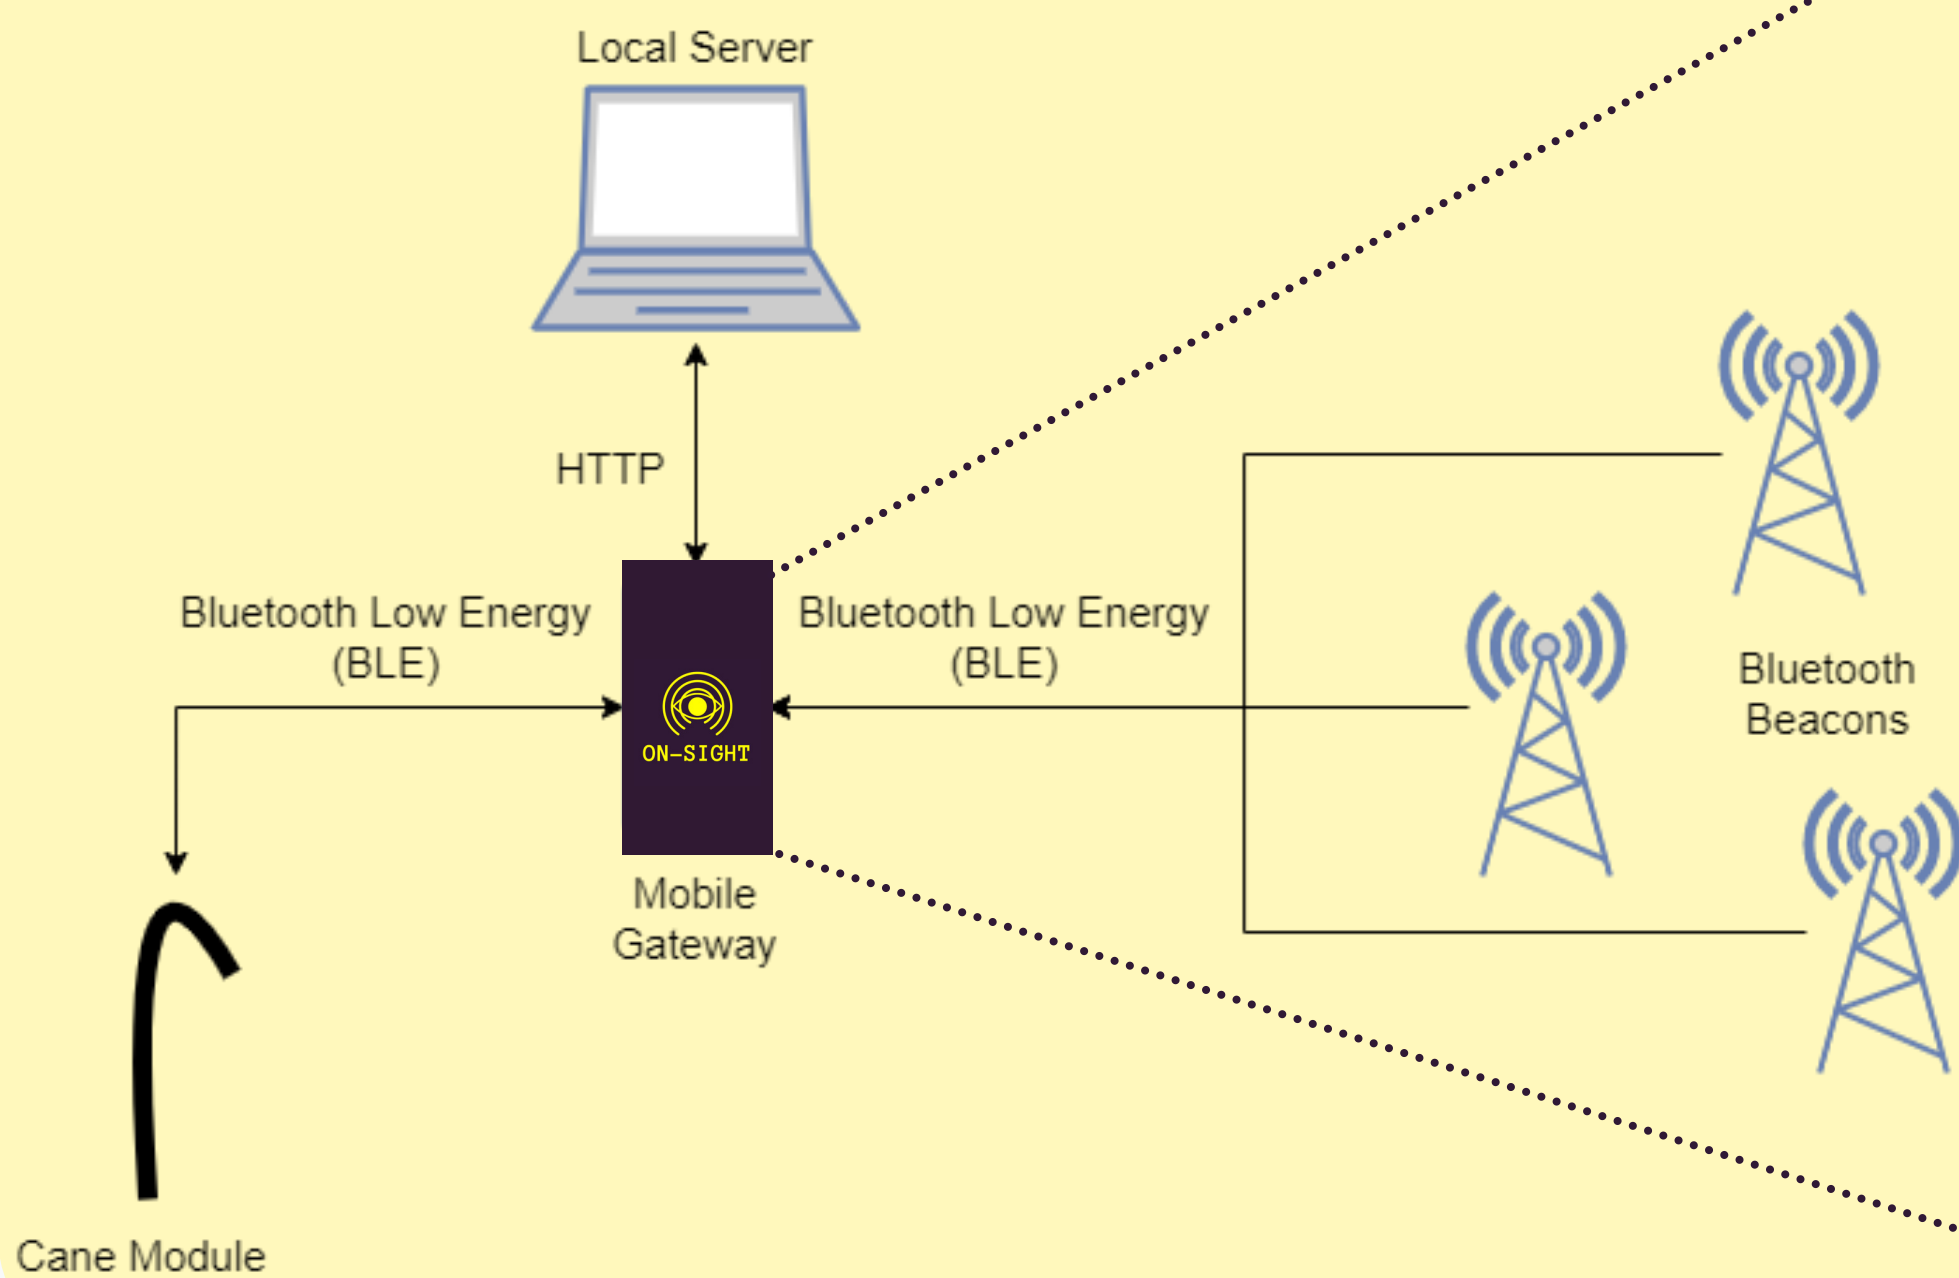 Local Server
HTTP
Bluetooth Low Energy
(BLE)
Bluetooth Low Energy
(BLE)
ON-SIGHT
Bluetooth
Beacons
Mobile
Gateway
Cane Module